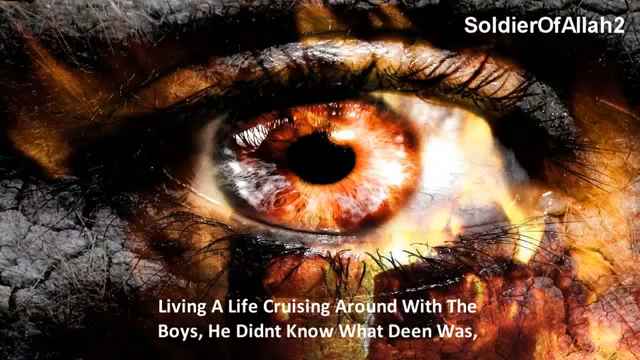 SoldierOfAllah2
Living A Life Cruising Around With The
Boys, He Didnt Know What Deen Was,